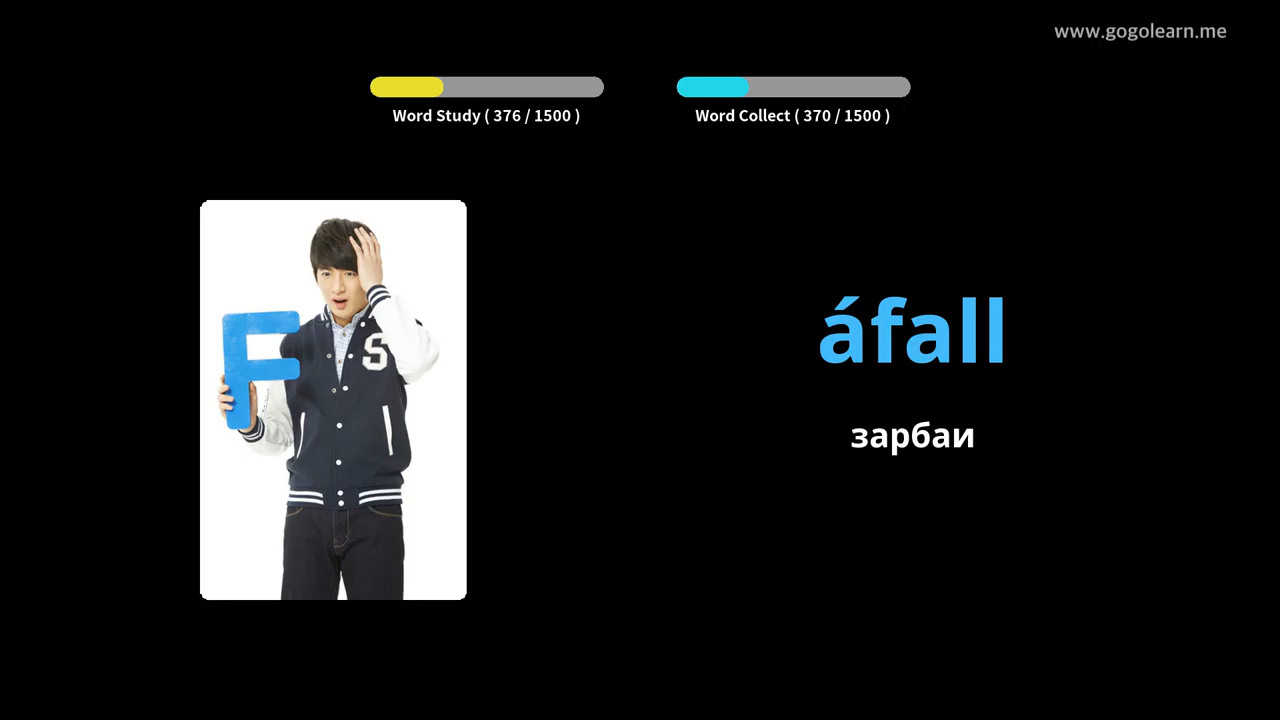 www.gogolearn.me
Word Study ( 376 / 1500 )
Word Collect ( 370 / 1500 )
F
S
áfall
зарбаи